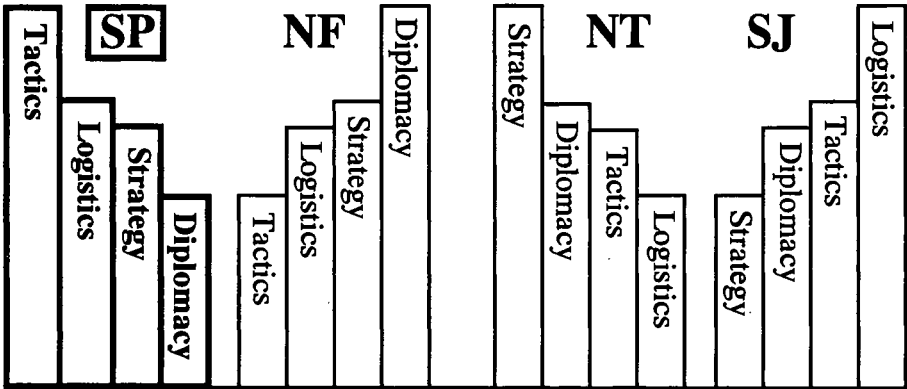 SP
Tactics
Logistics
Strategy
Diplomacy
NF
Tactics
Logistics
Strategy
Diplomacy
NT
Strategy
Diplomacy
Tactics
Logistics
SJ
Strategy
Diplomacy
Tactics
Logistics